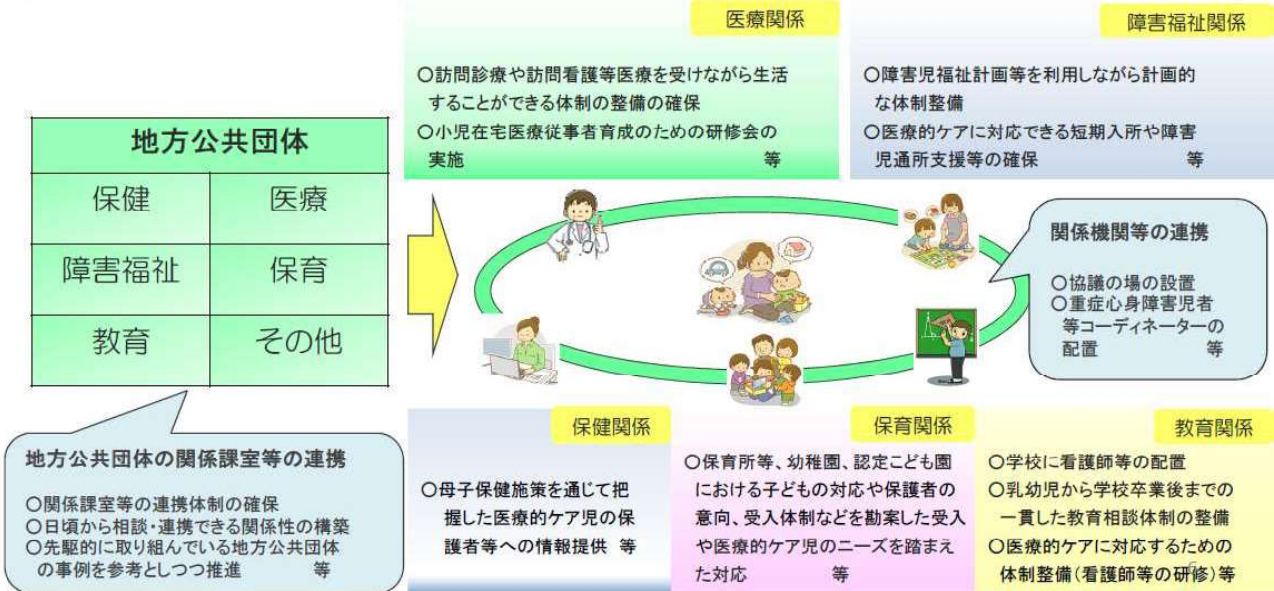 医療関係
○訪問診療や訪問看護等医療を受けながら生活
することができる体制の整備の確保
○小児在宅医療従事者育成のための研修会の
実施 等
障害福祉関係
○障害児福祉計画等を利用しながら計画的
な体制整備
○医療的ケアに対応できる短期入所や障害
児通所支援等の確保 等
地方公共団体
保健 医療
障害福祉 保育
教育 その他
関係機関等の連携
○協議の場の設置
○重症心身障害児者
等コーディネーターの
配置 等
地方公共団体の関係課室等の連携
○関係課室等の連携体制の確保
○日頃から相談・連携できる関係性の構築
○先駆的に取り組んでいる地方公共団体
の事例を参考としつつ推進 等
保健関係
○母子保健施策を通じて把
握した医療的ケア児の保
護者等への情報提供 等
保育関係
○保育所等、幼稚園、認定こども園
における子どもの対応や保護者の
意向、受入体制などを勘案した受入
や医療的ケア児のニーズを踏まえ
た対応 等
教育関係
○学校に看護師等の配置
○乳幼児から学校卒業後までの
一貫した教育相談体制の整備
○医療的ケアに対応するための
体制整備(看護師等の研修)等
6